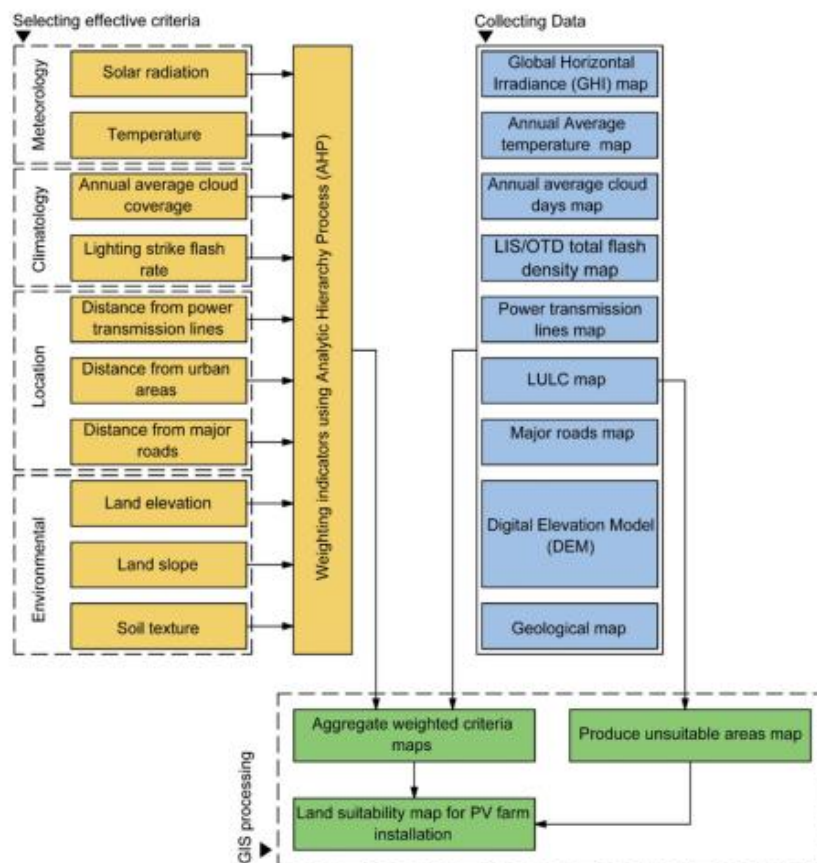 Selecting effective criteria
Meteorology
Solar radiation
Temperature
Climatology
Annual average cloud
coverage
Lighting strike flash
rate
Location
Distance from power
transmission lines
Distance from urban
areas
Distance from major
roads
Environmental
Land elevation
Land slope
Soil texture
Weighting indicators using Analytic Hierarchy Process (AHP)
Collecting Data
Global Horizontal
Irradiance (GHI) map
Annual Average
temperature map
Annual average cloud
days map
LIS/OTD total flash
density map
Power transmission
lines map
LULC map
Major roads map
Digital Elevation Model
(DEM)
Geological map
GIS processing
Aggregate weighted criteria
maps
Produce unsuitable areas map
Land suitability map for PV farm
installation